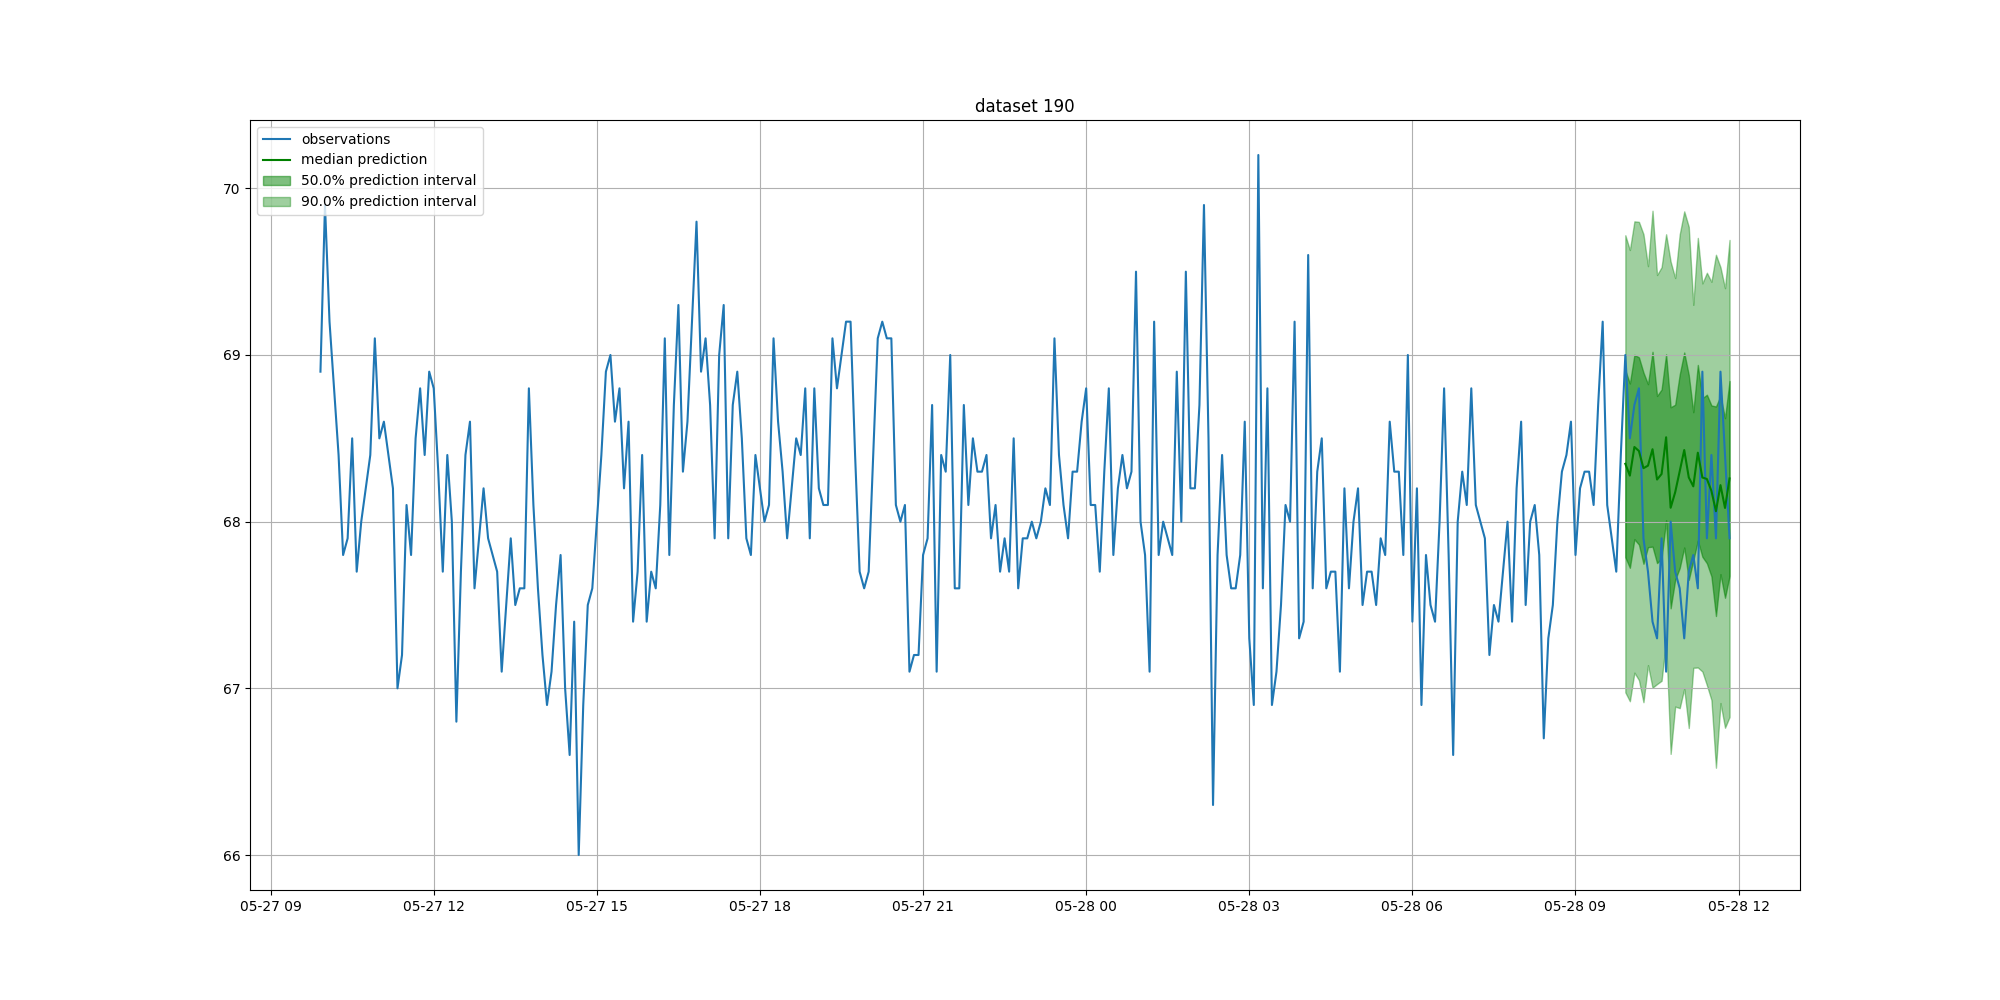 dataset 190
observations
median prediction
50.0% prediction interval
90.0% prediction interval
70
69
68
67
66
05-27 09 05-27 12 05-27 15 05-27 18 05-27 21 05-28 00 05-28 03 05-28 06 05-28 09 05-28 12